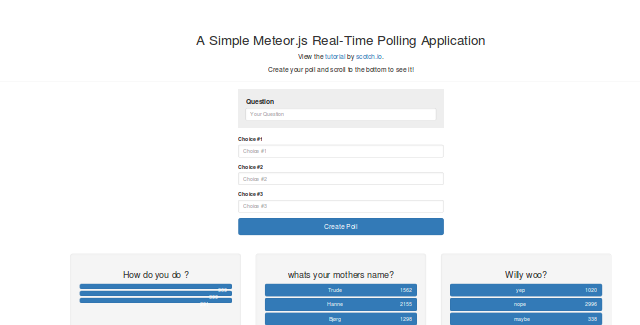 A Simple Meteor.js Real-Time Polling Application
View the tutorial by scotch.io.
Create your poll and scroll to the bottom to see it!
Question
Your Question
Choice #1
Choice #1
Choice #2
Choice #2
Choice #3
Choice #3
Create Poll
How do you do ?
whats your mothers name?
Trude 1562
Hanne 2155
Bjørg 1298
Willy woo?
yep 1020
nope 2996
maybe 338